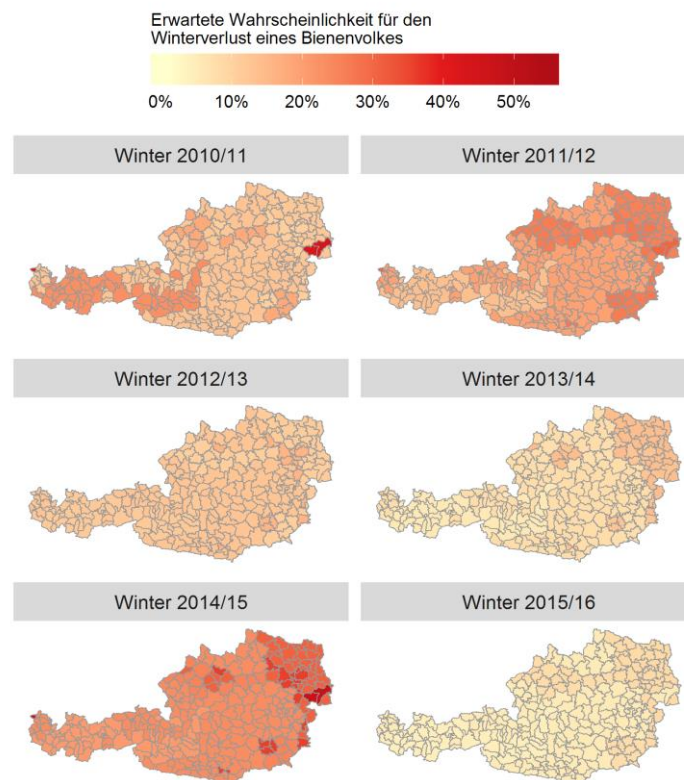 Erwartete Wahrscheinlichkeit für den
Winterverlust eines Bienenvolkes
0% 10% 20% 30% 40% 50%
Winter 2010/11 Winter 2011/12
Winter 2012/13 Winter 2013/14
Winter 2014/15 Winter 2015/16